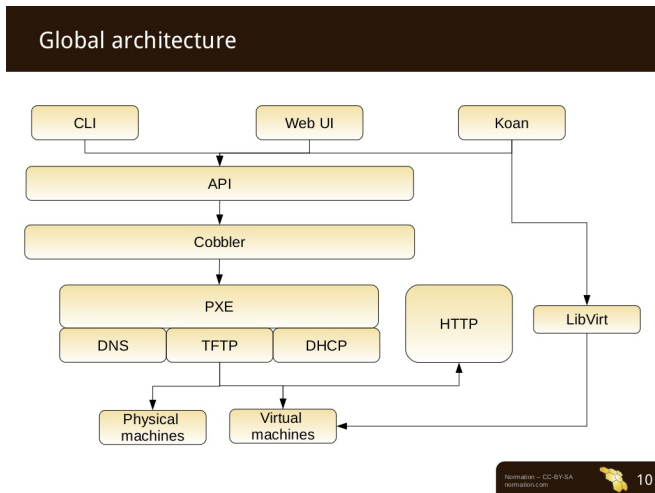 Global architecture
CLI
Web UI
Koan
API
Cobbler
PXE
HTTP
LibVirt
DNS
TFTP
DHCP
Physical
machines
Virtual
machines
Normation – CC-BY-SA
normation.com
10